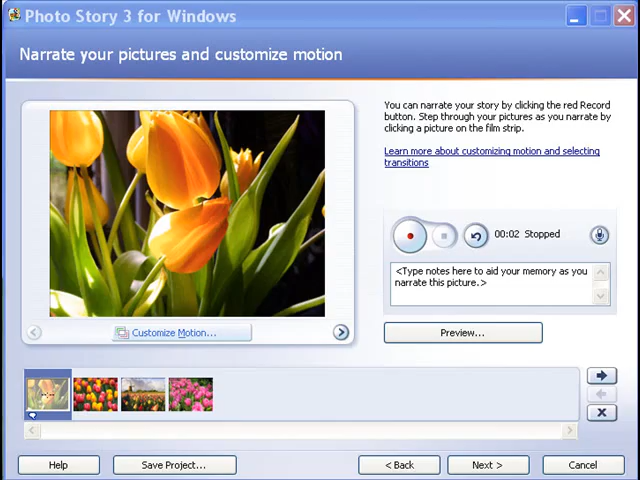 Photo Story 3 for Windows
Narrate your pictures and customize motion
You can narrate your story by clicking the red Record
button. Step through your pictures as you narrate by
clicking a picture on the film strip.
Learn more about customizing motion and selecting
transitions
00:02 Stopped
<Type notes here to aid your memory as you
narrate this picture.>
Customize Motion...
Preview...
Help
Save Project...
< Back
Next >
Cancel